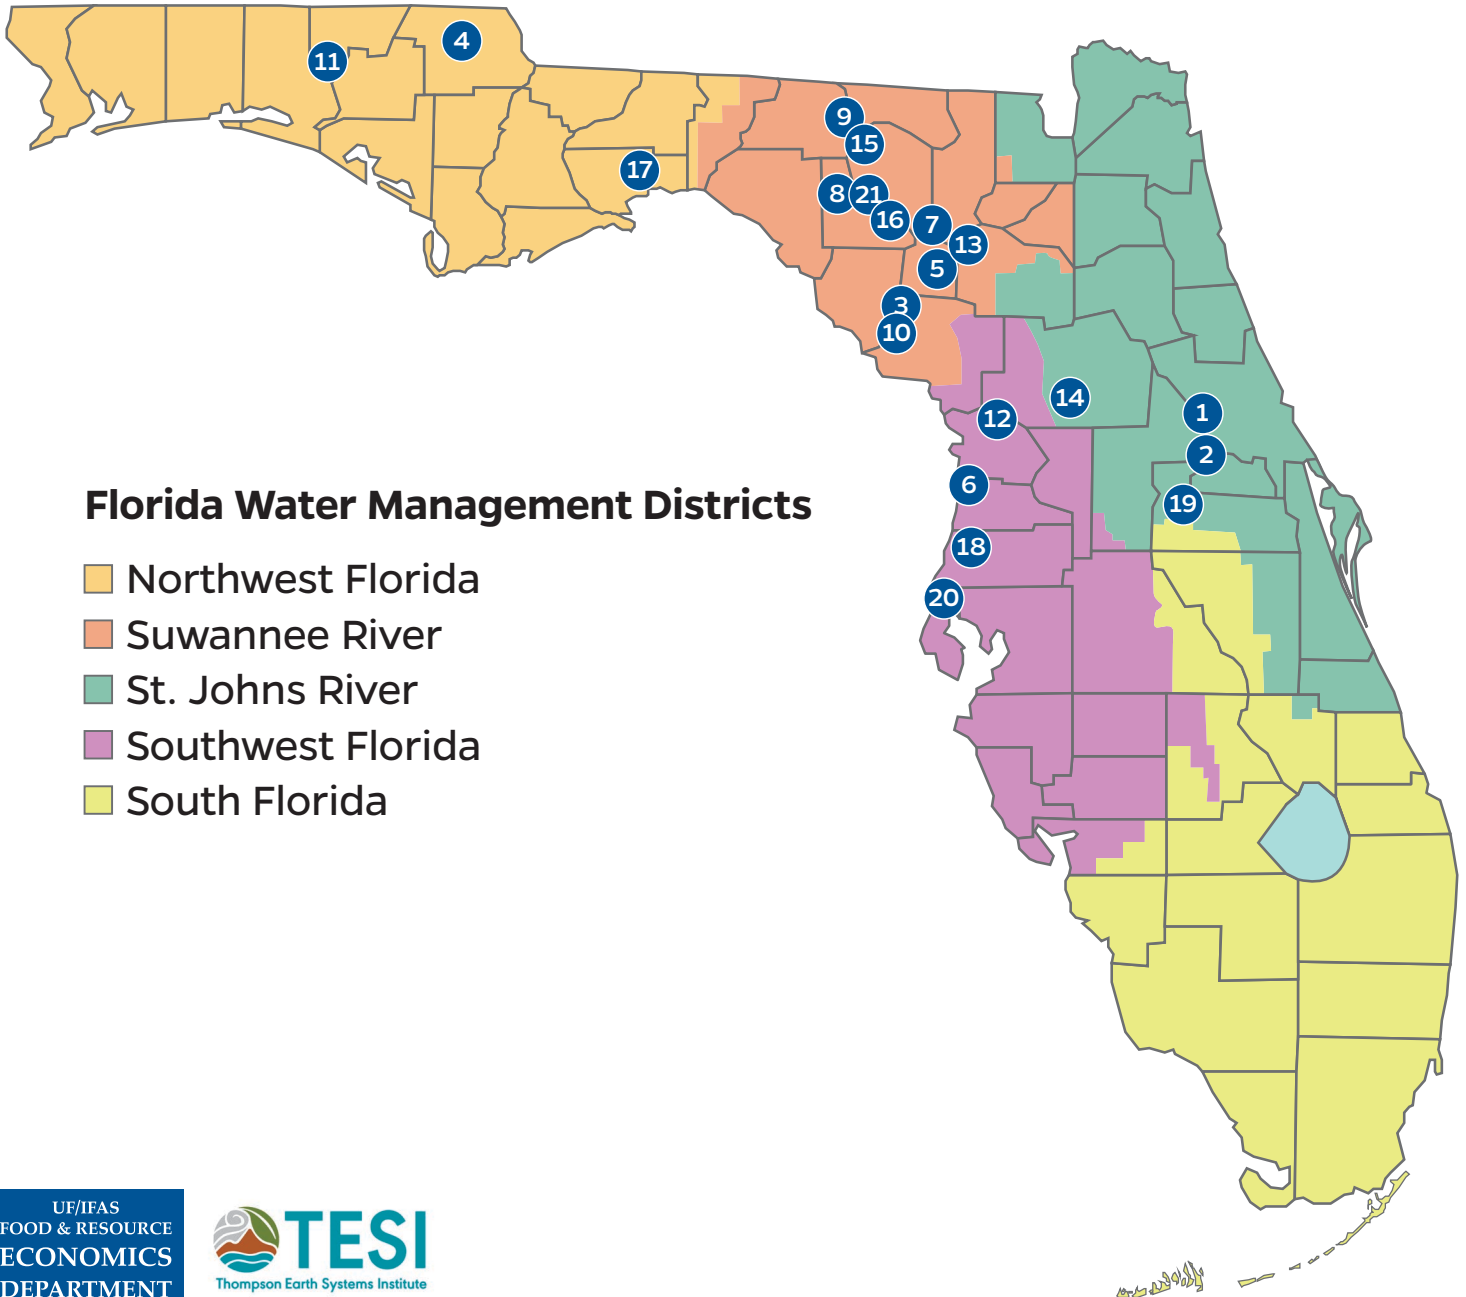 4
11
9
15
17
8
21
16
7
13
5
3
10
14
12
1
2
6
19
18
20
Florida Water Management Districts
Northwest Florida
Suwannee River
St. Johns River
Southwest Florida
South Florida
UF/IFAS
FOOD & RESOURCE
ECONOMICS
DEPARTMENT
TESI
Thompson Earth Systems Institute